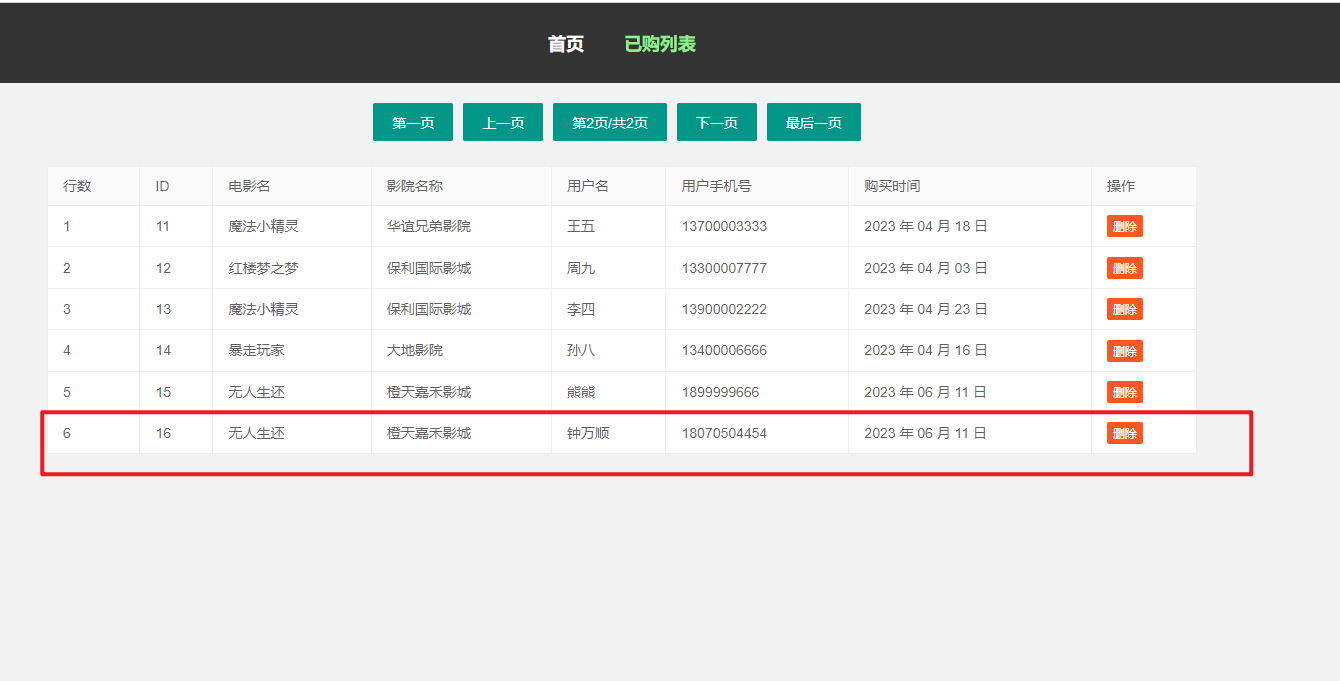 首页 已购列表
第一页 上一页 第2页/共2页 下一页 最后一页
行数 ID 电影名 影院名称 用户名 用户手机号 购买时间 操作
1 11 魔法小精灵 华谊兄弟影院 王五 13700003333 2023 年 04 月 18 日 删除
2 12 红楼梦之梦 保利国际影城 周九 13300007777 2023 年 04 月 03 日 删除
3 13 魔法小精灵 保利国际影城 李四 13900002222 2023 年 04 月 23 日 删除
4 14 暴走玩家 大地影院 孙八 13400006666 2023 年 04 月 16 日 删除
5 15 无人生还 橙天嘉禾影城 熊熊 1899999666 2023 年 06 月 11 日 删除
6 16 无人生还 橙天嘉禾影城 钟万顺 18070504454 2023 年 06 月 11 日 删除